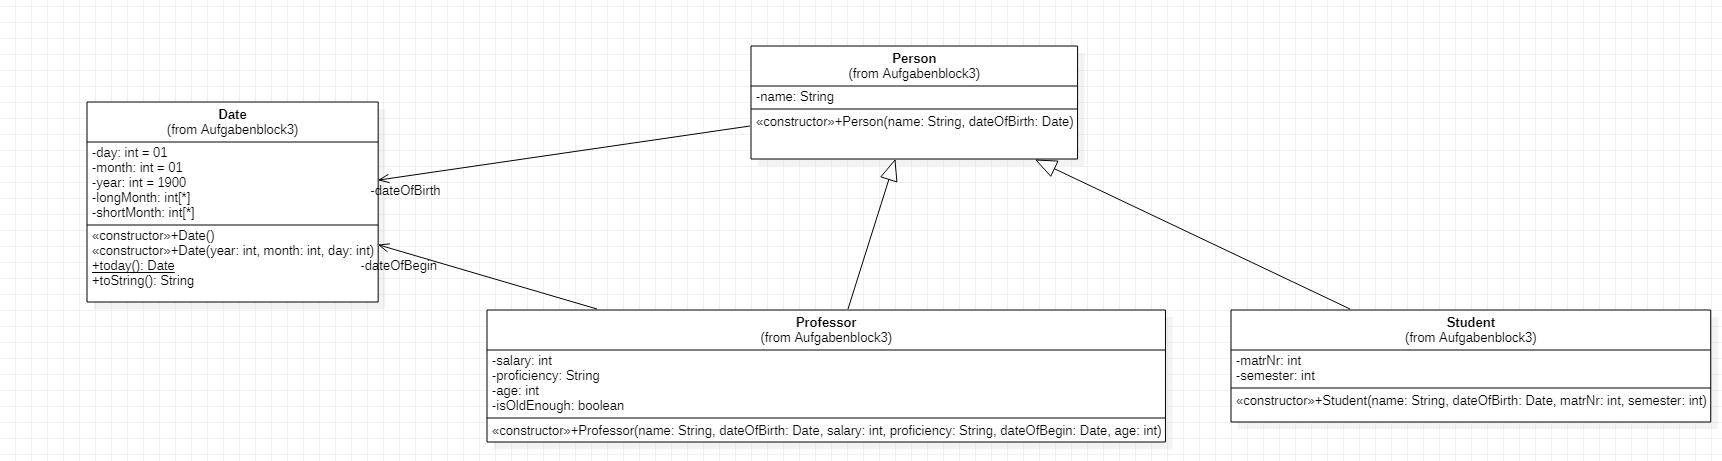 Person
(from Aufgabenblock3)
-name: String
«constructor»+Person(name: String, dateOfBirth: Date)
Date
(from Aufgabenblock3)
-day: int = 01
-month: int = 01
-year: int = 1900
-longMonth: int[*]
-shortMonth: int[*]
«constructor»+Date()
«constructor»+Date(year: int, month: int, day: int)
+today(): Date
+toString(): String
-dateOfBirth
-dateOfBegin
Professor
(from Aufgabenblock3)
-salary: int
-proficiency: String
-age: int
-isOldEnough: boolean
«constructor»+Professor(name: String, dateOfBirth: Date, salary: int, proficiency: String, dateOfBegin: Date, age: int)
Student
(from Aufgabenblock3)
-matrNr: int
-semester: int
«constructor»+Student(name: String, dateOfBirth: Date, matrNr: int, semester: int)